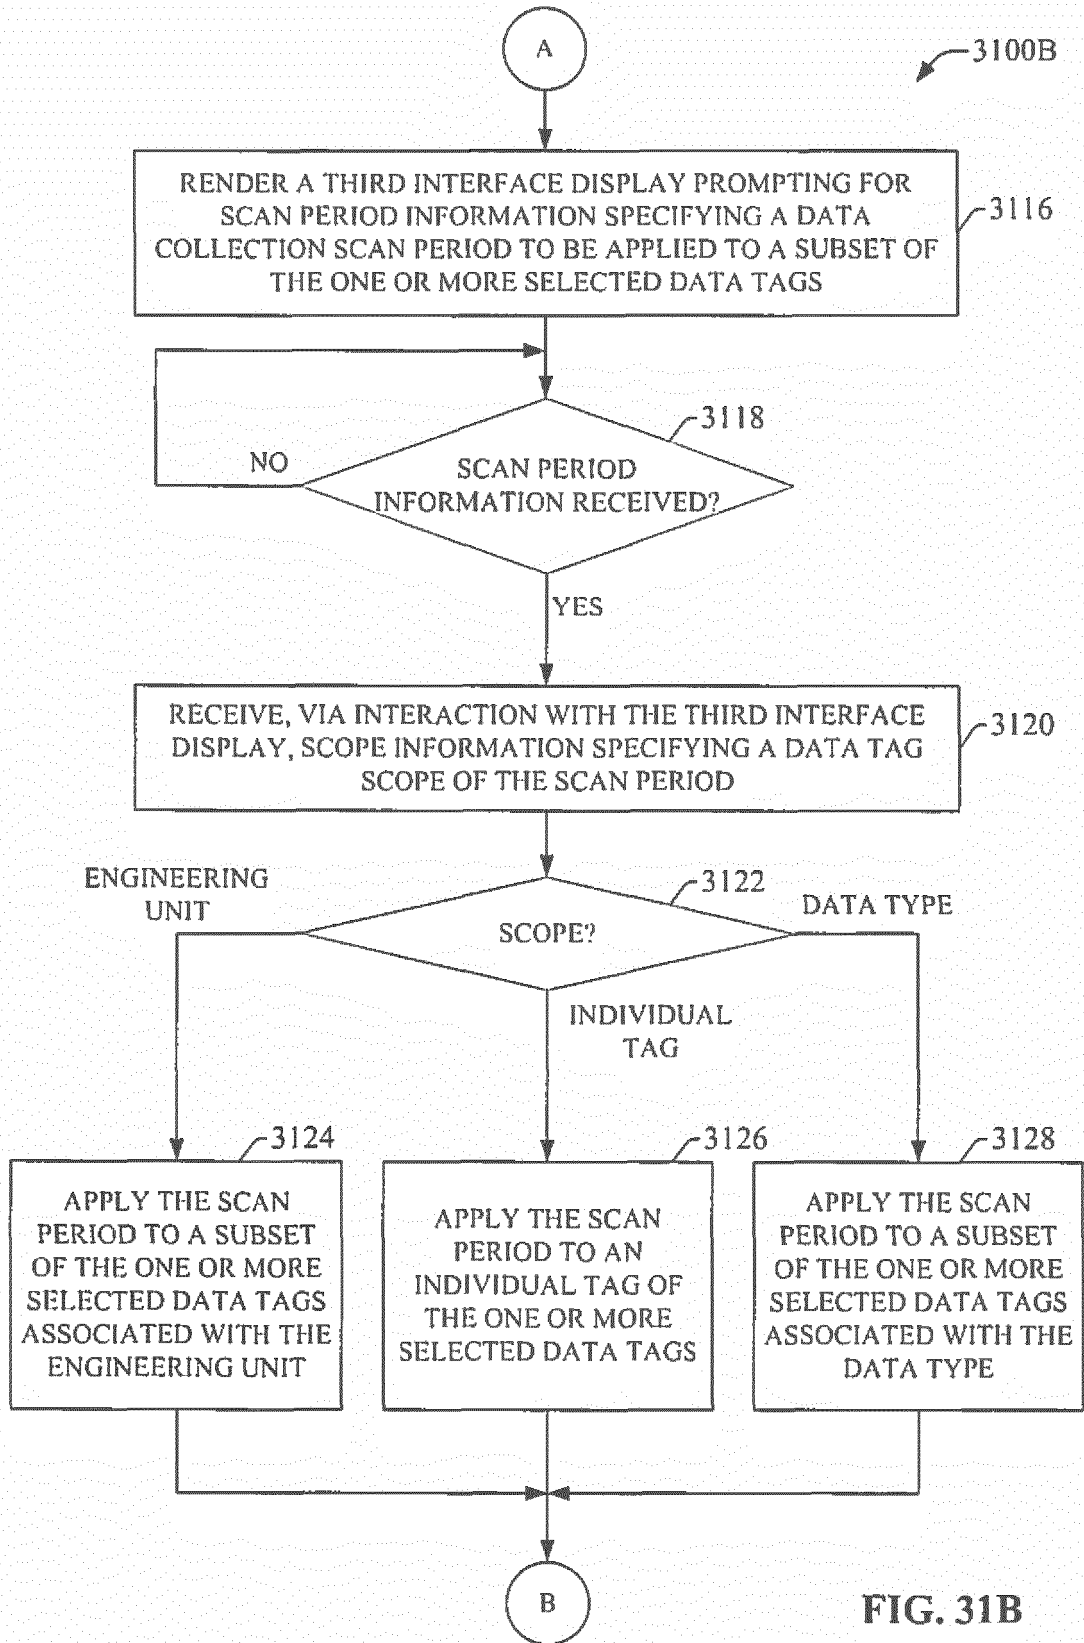 A
3100B
RENDER A THIRD INTERFACE DISPLAY PROMPTING FOR
SCAN PERIOD INFORMATION SPECIFYING A DATA
COLLECTION SCAN PERIOD TO BE APPLIED TO A SUBSET OF
THE ONE OR MORE SELECTED DATA TAGS
3116
3118
NO
SCAN PERIOD
INFORMATION RECEIVED?
YES
RECEIVE, VIA INTERACTION WITH THE THIRD INTERFACE
DISPLAY, SCOPE INFORMATION SPECIFYING A DATA TAG
SCOPE OF THE SCAN PERIOD
3120
ENGINEERING
UNIT
3122
DATA TYPE
SCOPE?
INDIVIDUAL
TAG
3124
APPLY THE SCAN
PERIOD TO A SUBSET
OF THE ONE OR MORE
SELECTED DATA TAGS
ASSOCIATED WITH THE
ENGINEERING UNIT
3126
APPLY THE SCAN
PERIOD TO AN
INDIVIDUAL TAG OF
THE ONE OR MORE
SELECTED DATA TAGS
3128
APPLY THE SCAN
PERIOD TO A SUBSET
OF THE ONE OR MORE
SELECTED DATA TAGS
ASSOCIATED WITH THE
DATA TYPE
B
FIG. 31B